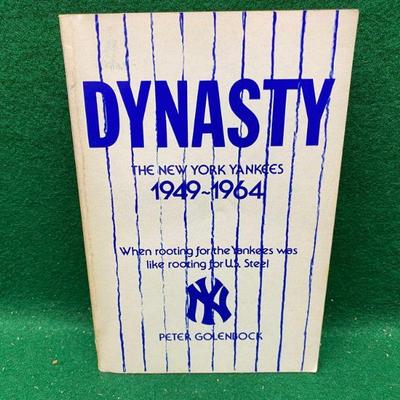 DYNASTY
THE NEW YORK YANKEES
1949~1964
When rooting for the Yankees was
like rooting for U.S. Steel
NY
PETER GOLENBOCK